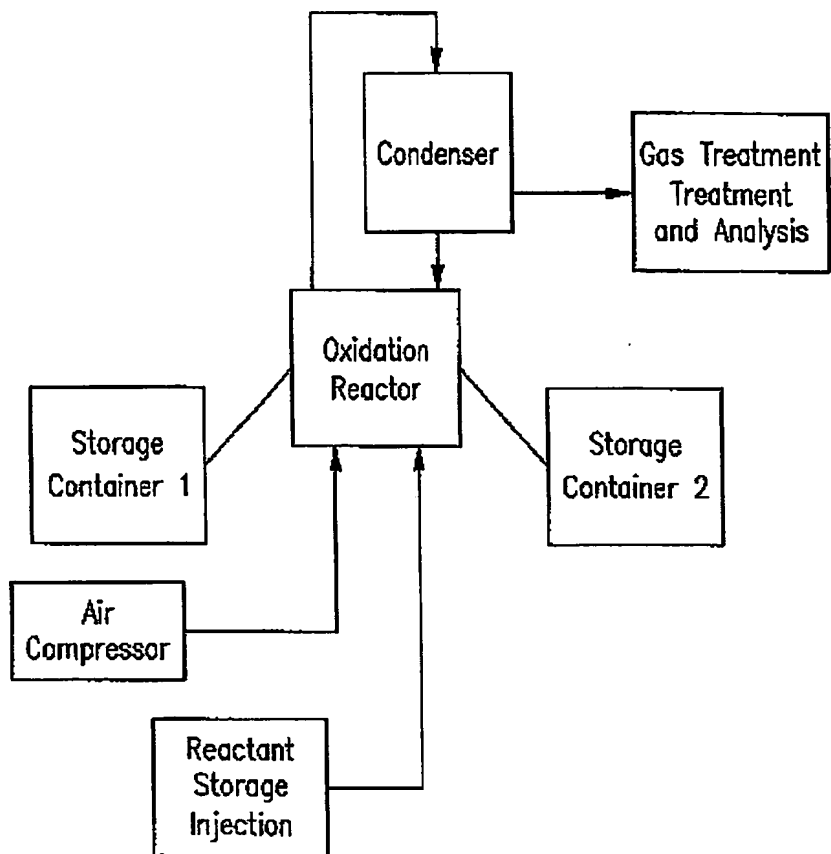 Condenser
Gas Treatment
Treatment
and Analysis
Oxidation
Reactor
Storage
Container 1
Storage
Container 2
Air
Compressor
Reactant
Storage
Injection